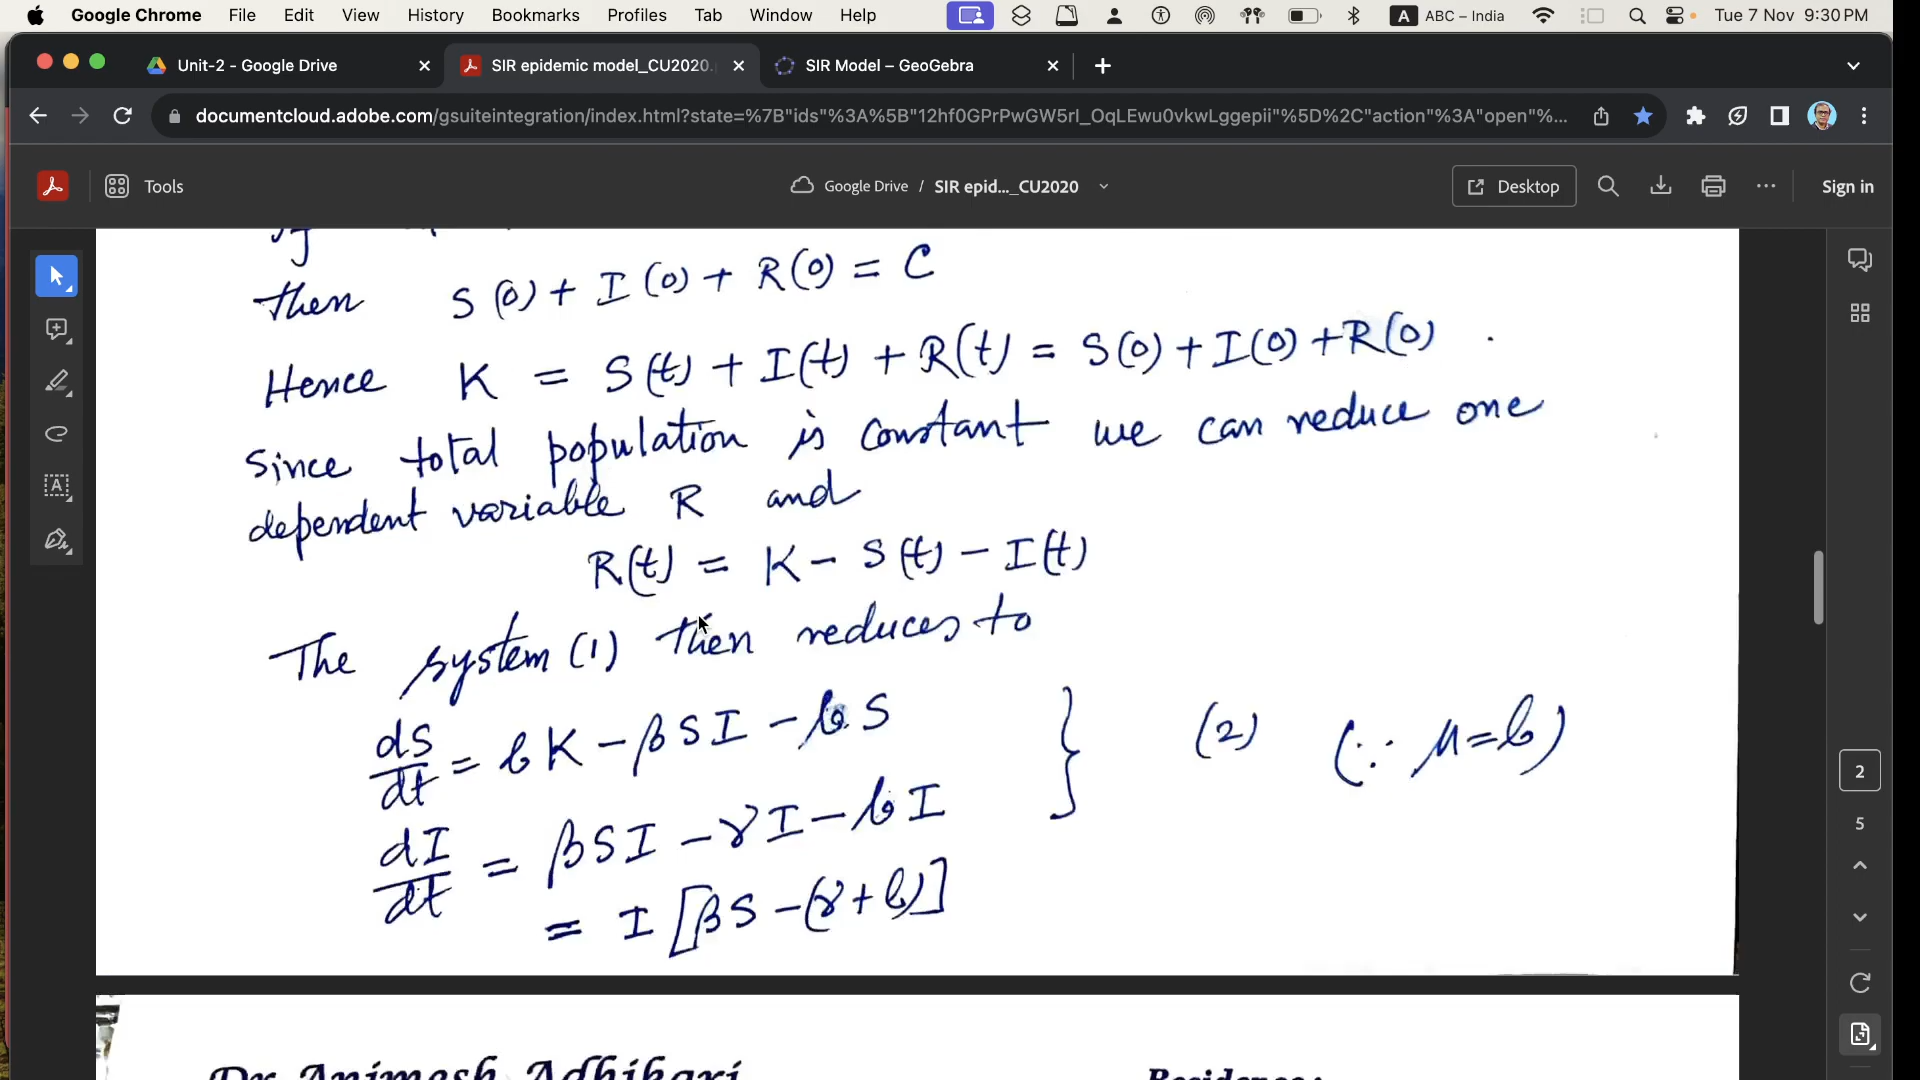 Google Chrome File Edit View History Bookmarks Profiles Tab Window Help A ABC – India Tue 7 Nov 9:30 PM
Unit-2 - Google Drive SIR epidemic model_CU2020. SIR Model – GeoGebra
documentcloud.adobe.com/gsuiteintegration/index.html?state=%7B"ids"%3A%5B"12hf0GPrPwGW5rl_OqLEwu0vkwLggepii"%5D%2C"action"%3A"open"%...
Tools Google Drive / SIR epid..._CU2020 Desktop Sign in
then S(0) + I(0) + R(0) = C
Hence K = S(t) + I(t) + R(t) = S(0) + I(0) + R(0) .
Since total population is constant we can reduce one
dependent variable R and
R(t) = K - S(t) - I(t)
The system (1) then reduces to
dS/dt = bK - βSI - bS
dI/dt = βSI - γI - bI } (2) (∵ μ=b)
= I [βS - (γ + b)]
2
5
Dr. Animesh Adhikari Residence :